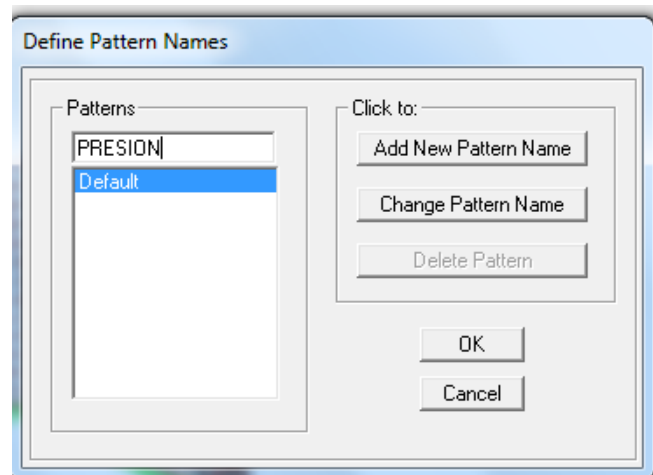 Define Pattern Names
Patterns
PRESION
Default
Click to:
Add New Pattern Name
Change Pattern Name
Delete Pattern
OK
Cancel